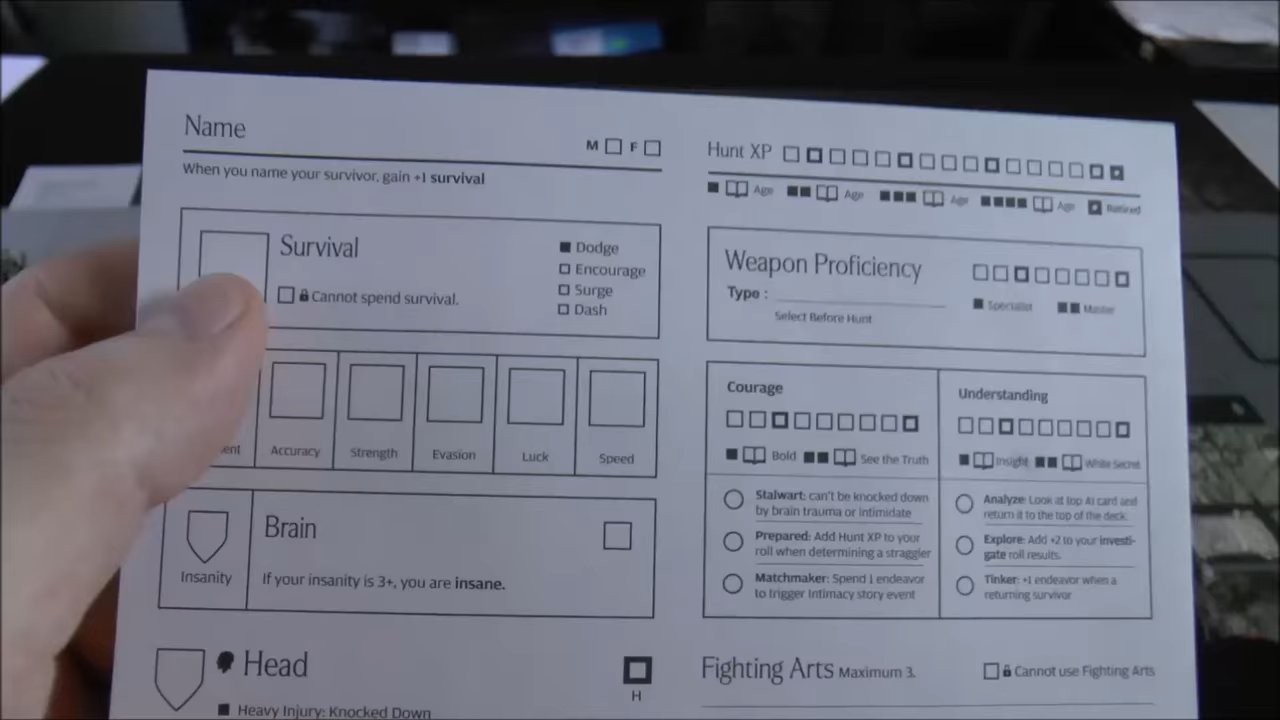 Name
M F
When you name your survivor, gain +1 survival
Survival
Cannot spend survival.
Dodge
Encourage
Surge
Dash
Accuracy Strength Evasion Luck Speed
Insanity
Brain
If your insanity is 3+, you are insane.
Head
H
Heavy Injury: Knocked Down
Hunt XP
Age Age Age Age Retired
Weapon Proficiency
Type :
Select Before Hunt
Specialist Master
Courage
Bold See the Truth
Stalwart: can't be knocked down
by brain trauma or intimidate
Prepared: Add Hunt XP to your
roll when determining a straggler
Matchmaker: Spend 1 endeavor
to trigger Intimacy story event
Understanding
Insight White Secret
Analyze: Look at top AI card and
return it to the top of the deck.
Explore: Add +2 to your investi-
gate roll results.
Tinker: +1 endeavor when a
returning survivor
Fighting Arts Maximum 3.
Cannot use Fighting Arts